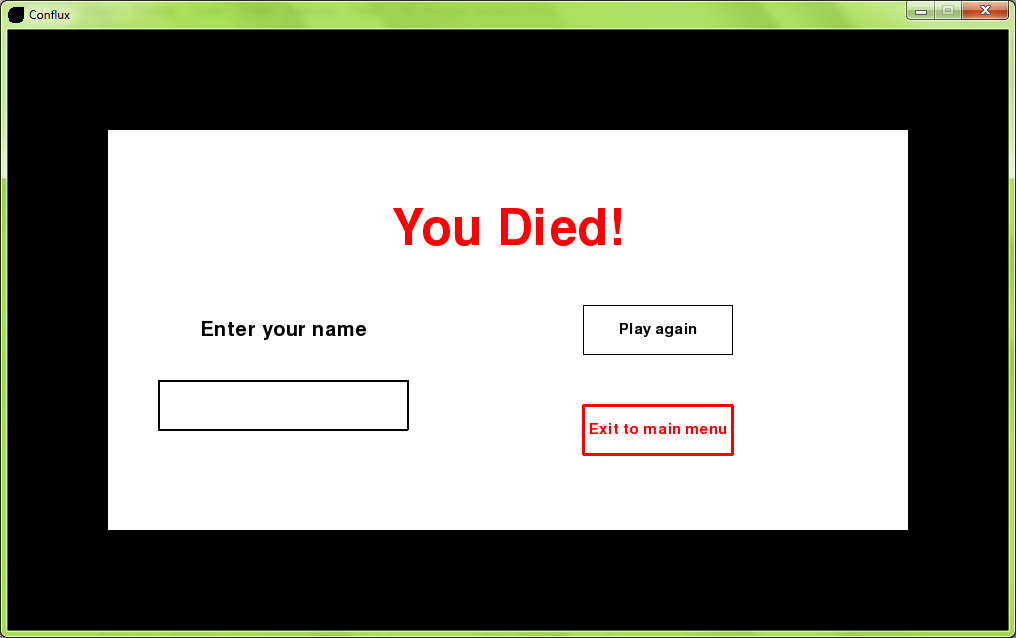 Conflux
You Died!
Enter your name
Play again
Exit to main menu